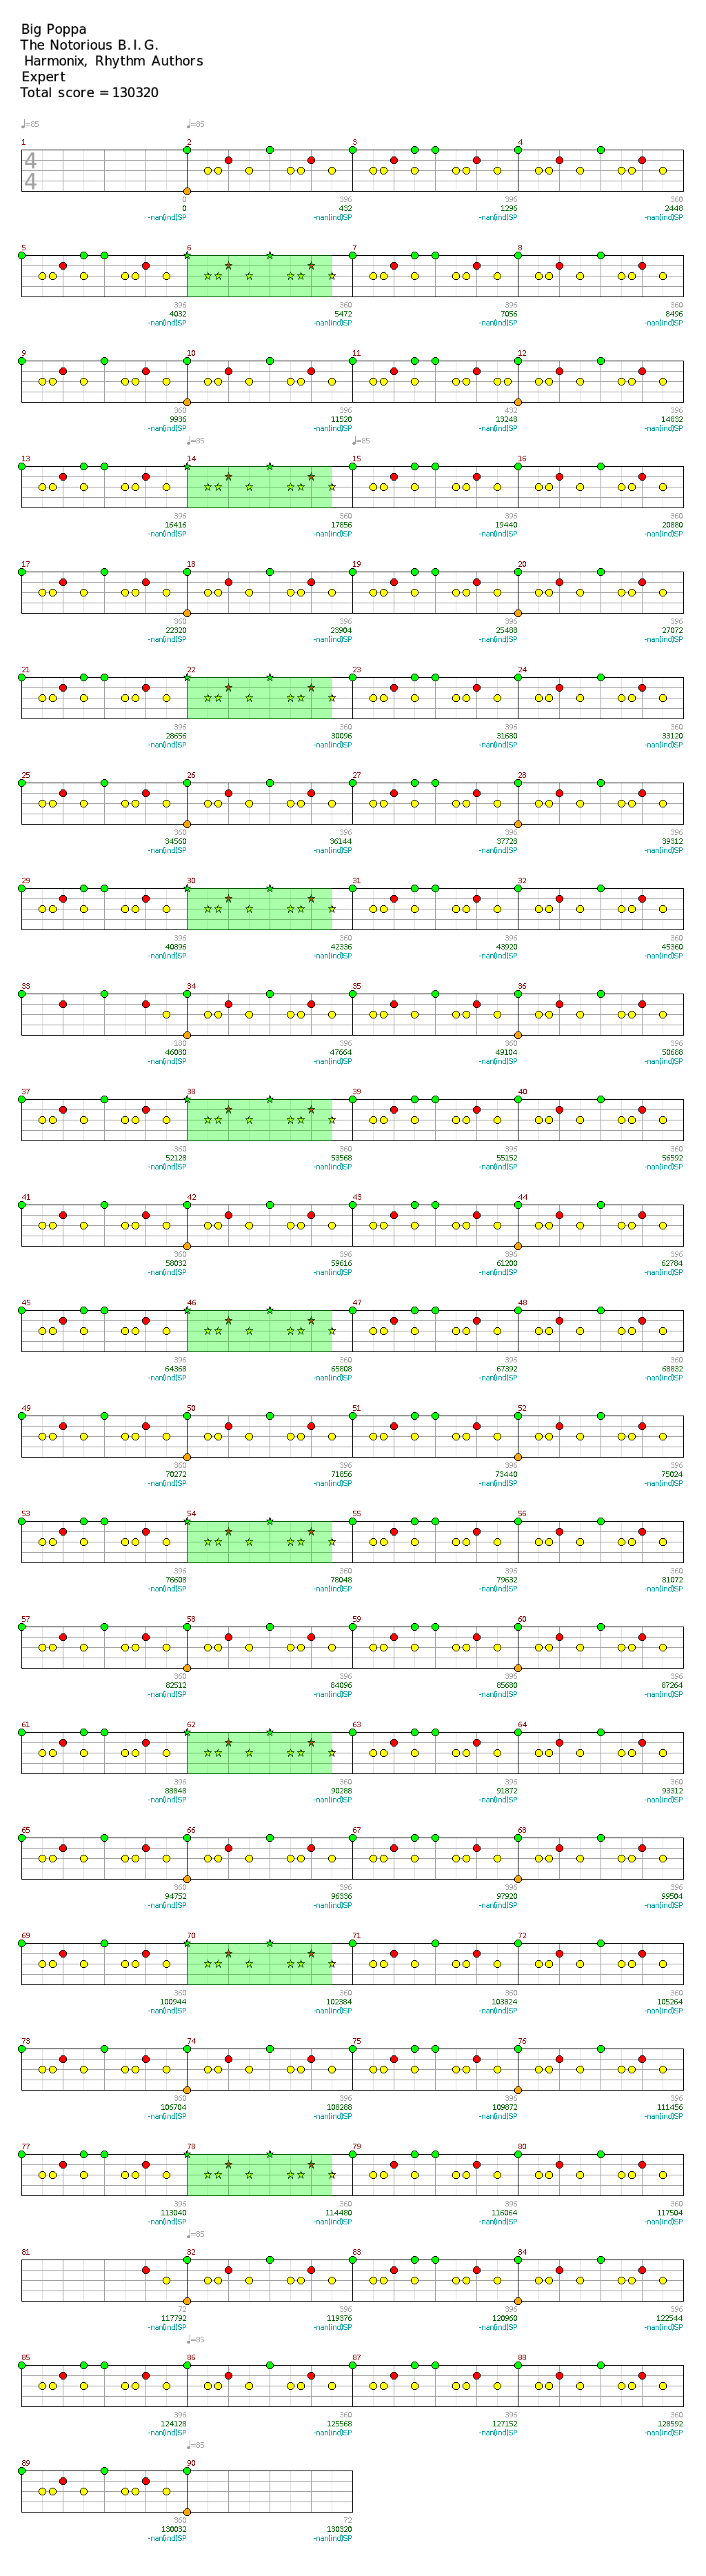 Big Poppa
The Notorious B.I.G.
Harmonix, Rhythm Authors
Expert
Total score = 130320
♩=85 ♩=85
1 2 3 4
4
4
0 396 396 360
0 432 1296 2448
-nan(ind)SP -nan(ind)SP -nan(ind)SP -nan(ind)SP
5 6 7 8
396 360 396 360
4032 5472 7056 8496
-nan(ind)SP -nan(ind)SP -nan(ind)SP -nan(ind)SP
9 10 11 12
360 396 432 396
9936 11520 13248 14832
-nan(ind)SP -nan(ind)SP -nan(ind)SP -nan(ind)SP
♩=85 ♩=85
13 14 15 16
396 360 396 360
16416 17856 19440 20880
-nan(ind)SP -nan(ind)SP -nan(ind)SP -nan(ind)SP
17 18 19 20
360 396 396 396
22320 23904 25488 27072
-nan(ind)SP -nan(ind)SP -nan(ind)SP -nan(ind)SP
21 22 23 24
396 360 396 360
28656 30096 31680 33120
-nan(ind)SP -nan(ind)SP -nan(ind)SP -nan(ind)SP
25 26 27 28
360 396 396 396
34560 36144 37728 39312
-nan(ind)SP -nan(ind)SP -nan(ind)SP -nan(ind)SP
29 30 31 32
396 360 396 360
40896 42336 43920 45360
-nan(ind)SP -nan(ind)SP -nan(ind)SP -nan(ind)SP
33 34 35 36
180 396 360 396
46080 47664 49104 50688
-nan(ind)SP -nan(ind)SP -nan(ind)SP -nan(ind)SP
37 38 39 40
360 360 396 360
52128 53568 55152 56592
-nan(ind)SP -nan(ind)SP -nan(ind)SP -nan(ind)SP
41 42 43 44
360 396 396 396
58032 59616 61200 62784
-nan(ind)SP -nan(ind)SP -nan(ind)SP -nan(ind)SP
45 46 47 48
396 360 396 360
64368 65808 67392 68832
-nan(ind)SP -nan(ind)SP -nan(ind)SP -nan(ind)SP
49 50 51 52
360 396 396 396
70272 71856 73440 75024
-nan(ind)SP -nan(ind)SP -nan(ind)SP -nan(ind)SP
53 54 55 56
396 360 396 360
76608 78048 79632 81072
-nan(ind)SP -nan(ind)SP -nan(ind)SP -nan(ind)SP
57 58 59 60
360 396 396 396
82512 84096 85680 87264
-nan(ind)SP -nan(ind)SP -nan(ind)SP -nan(ind)SP
61 62 63 64
396 360 396 360
88848 90288 91872 93312
-nan(ind)SP -nan(ind)SP -nan(ind)SP -nan(ind)SP
65 66 67 68
360 396 396 396
94752 96336 97920 99504
-nan(ind)SP -nan(ind)SP -nan(ind)SP -nan(ind)SP
69 70 71 72
360 360 360 360
100944 102384 103824 105264
-nan(ind)SP -nan(ind)SP -nan(ind)SP -nan(ind)SP
73 74 75 76
360 396 396 396
106704 108288 109872 111456
-nan(ind)SP -nan(ind)SP -nan(ind)SP -nan(ind)SP
77 78 79 80
396 360 396 360
113040 114480 116064 117504
-nan(ind)SP -nan(ind)SP -nan(ind)SP -nan(ind)SP
♩=85
81 82 83 84
72 396 396 396
117792 119376 120960 122544
-nan(ind)SP -nan(ind)SP -nan(ind)SP -nan(ind)SP
♩=85
85 86 87 88
396 360 396 360
124128 125568 127152 128592
-nan(ind)SP -nan(ind)SP -nan(ind)SP -nan(ind)SP
♩=85
89 90
360 72
130032 130320
-nan(ind)SP -nan(ind)SP